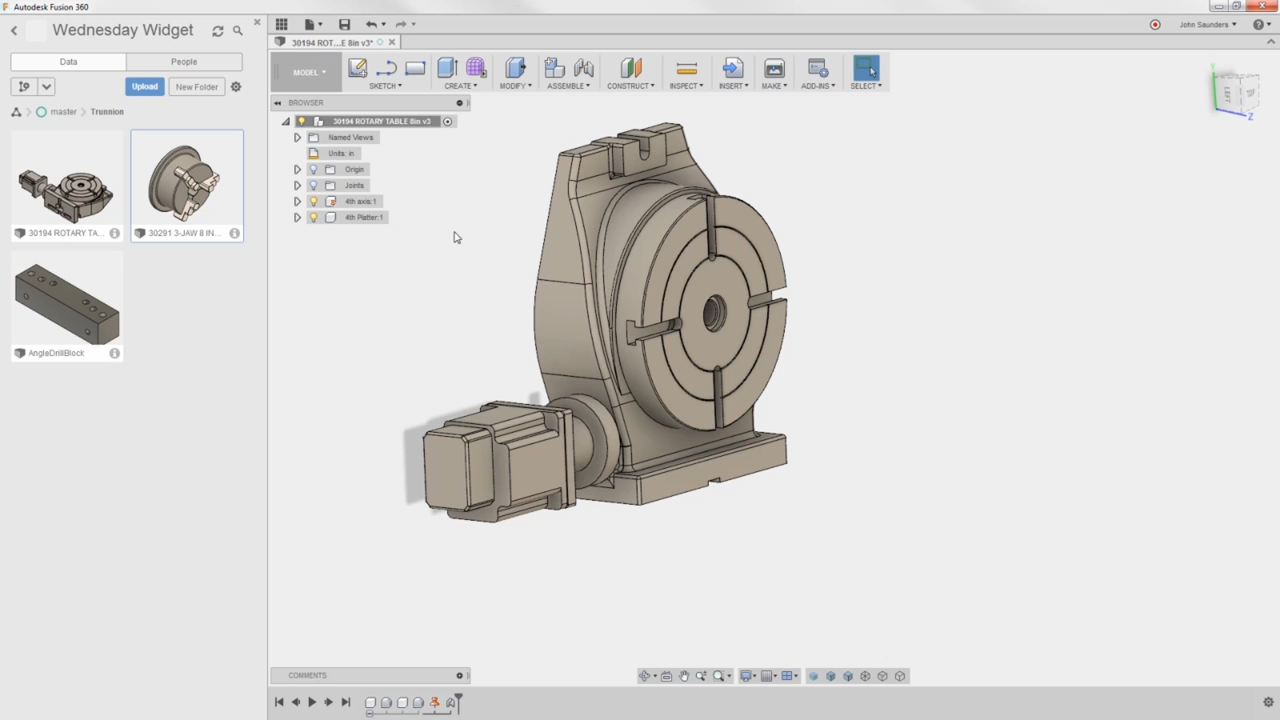 Autodesk Fusion 360
Wednesday Widget
Data
People
Upload
New Folder
master
Trunnion
30194 ROTARY TA...
30291 3-JAW 8 IN...
AngleDrillBlock
John Saunders
30194 ROT...E 8in v3*
MODEL
SKETCH
CREATE
MODIFY
ASSEMBLE
CONSTRUCT
INSPECT
INSERT
MAKE
ADD-INS
SELECT
BROWSER
30194 ROTARY TABLE 8in v3
Named Views
Units: in
Origin
Joints
4th axis:1
4th Platter:1
LEFT
Z
COMMENTS